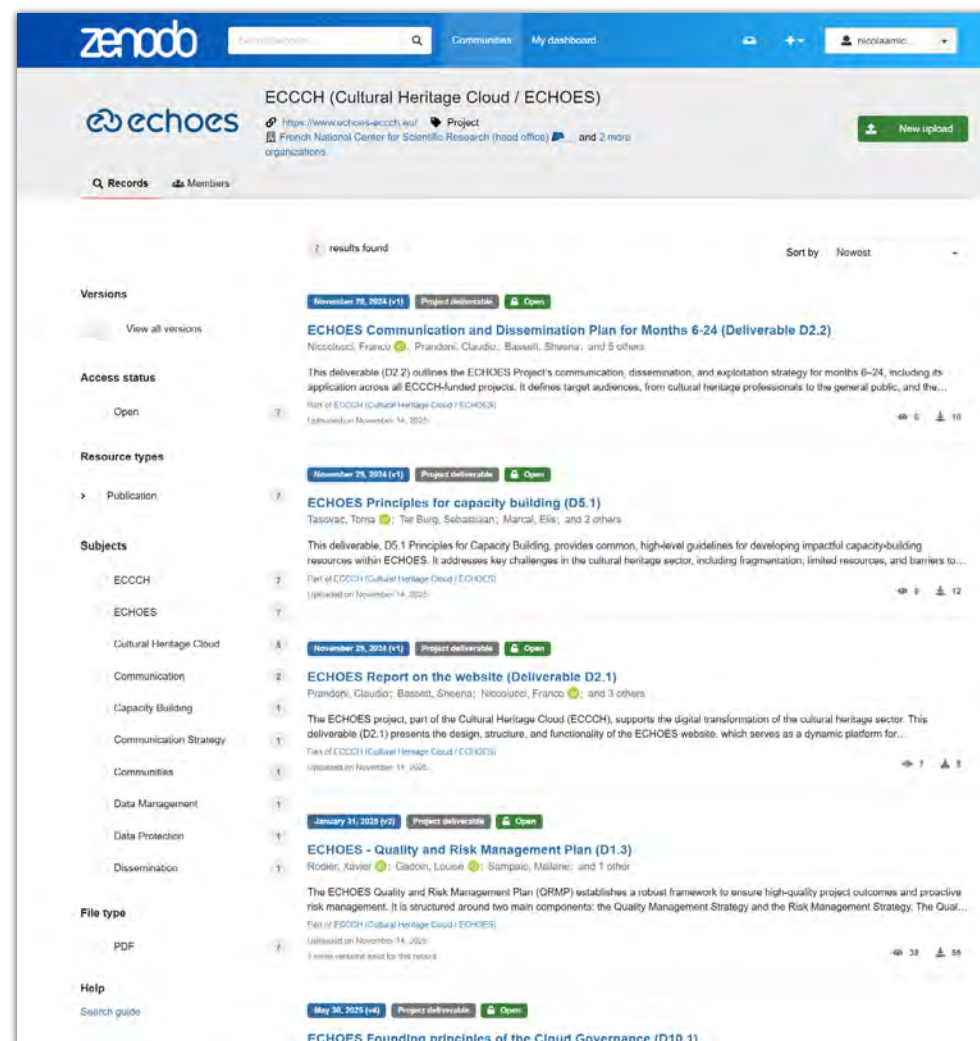 zenodo
Communities
My dashboard
nicolaamic...
echoes
ECCCH (Cultural Heritage Cloud / ECHOES)
https://www.echoes-eccch.eu/ Project
French National Center for Scientific Research (head office) and 2 more
organizations
New upload
Records
Members
7 results found
Sort by Newest
Versions
View all versions
Access status
Open 7
Resource types
Publication 7
Subjects
ECCCH 7
ECHOES 7
Cultural Heritage Cloud
Communication 2
Capacity Building 1
Communication Strategy 1
Communities 1
Data Management 1
Data Protection 1
Dissemination 1
File type
PDF 7
Help
Search guide
(v1) Project deliverable Open
ECHOES Communication and Dissemination Plan for Months 6-24 (Deliverable D2.2)
Niccolucci, Franco; Prandoni, Claudio; Bassett, Sheena; and 5 others
This deliverable (D2.2) outlines the ECHOES Project's communication, dissemination, and exploitation strategy for months 6–24, including its
application across all ECCCH-funded projects. It defines target audiences, from cultural heritage professionals to the general public, and the...
Part of ECCCH (Cultural Heritage Cloud / ECHOES)
Uploaded on November 14, 2025
November 29, 2024 (v1) Project deliverable Open
ECHOES Principles for capacity building (D5.1)
Tasovac, Toma; Ter Burg, Sebastiaan; Marcal, Elis; and 2 others
This deliverable, D5.1 Principles for Capacity Building, provides common, high-level guidelines for developing impactful capacity-building
resources within ECHOES. It addresses key challenges in the cultural heritage sector, including fragmentation, limited resources, and barriers to...
Part of ECCCH (Cultural Heritage Cloud / ECHOES)
Uploaded on November 14, 2025
12
November 29, 2024 (v1) Project deliverable Open
ECHOES Report on the website (Deliverable D2.1)
Prandoni, Claudio; Bassett, Sheena; Niccolucci, Franco; and 3 others
The ECHOES project, part of the Cultural Heritage Cloud (ECCCH), supports the digital transformation of the cultural heritage sector. This
deliverable (D2.1) presents the design, structure, and functionality of the ECHOES website, which serves as a dynamic platform for...
Part of ECCCH (Cultural Heritage Cloud / ECHOES)
Uploaded on November 14, 2025
7
January 31, 2025 (v2) Project deliverable Open
ECHOES - Quality and Risk Management Plan (D1.3)
Rodier, Xavier; Gadoin, Louise; and 1 other
The ECHOES Quality and Risk Management Plan (QRMP) establishes a robust framework to ensure high-quality project outcomes and proactive
risk management. It is structured around two main components: the Quality Management Strategy and the Risk Management Strategy. The Qual...
Part of ECCCH (Cultural Heritage Cloud / ECHOES)
Uploaded on November 14, 2025
1 more versions exist for this record
May 30, 2025 (v4) Project deliverable Open
ECHOES Founding principles of the Cloud Governance (D10.1)